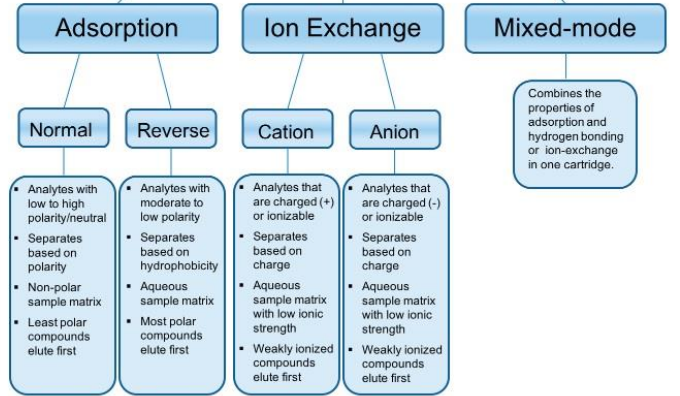 Adsorption
Ion Exchange
Mixed-mode
Normal
Reverse
Cation
Anion
Combines the
properties of
adsorption and
hydrogen bonding
or ion-exchange
in one cartridge.
▪ Analytes with
low to high
polarity/neutral
▪ Separates
based on
polarity
▪ Non-polar
sample matrix
▪ Least polar
compounds
elute first
▪ Analytes with
moderate to
low polarity
▪ Separates
based on
hydrophobicity
▪ Aqueous
sample matrix
▪ Most polar
compounds
elute first
▪ Analytes that
are charged (+)
or ionizable
▪ Separates
based on
charge
▪ Aqueous
sample matrix
with low ionic
strength
▪ Weakly ionized
compounds
elute first
▪ Analytes that
are charged (-)
or ionizable
▪ Separates
based on
charge
▪ Aqueous
sample matrix
with low ionic
strength
▪ Weakly ionized
compounds
elute first